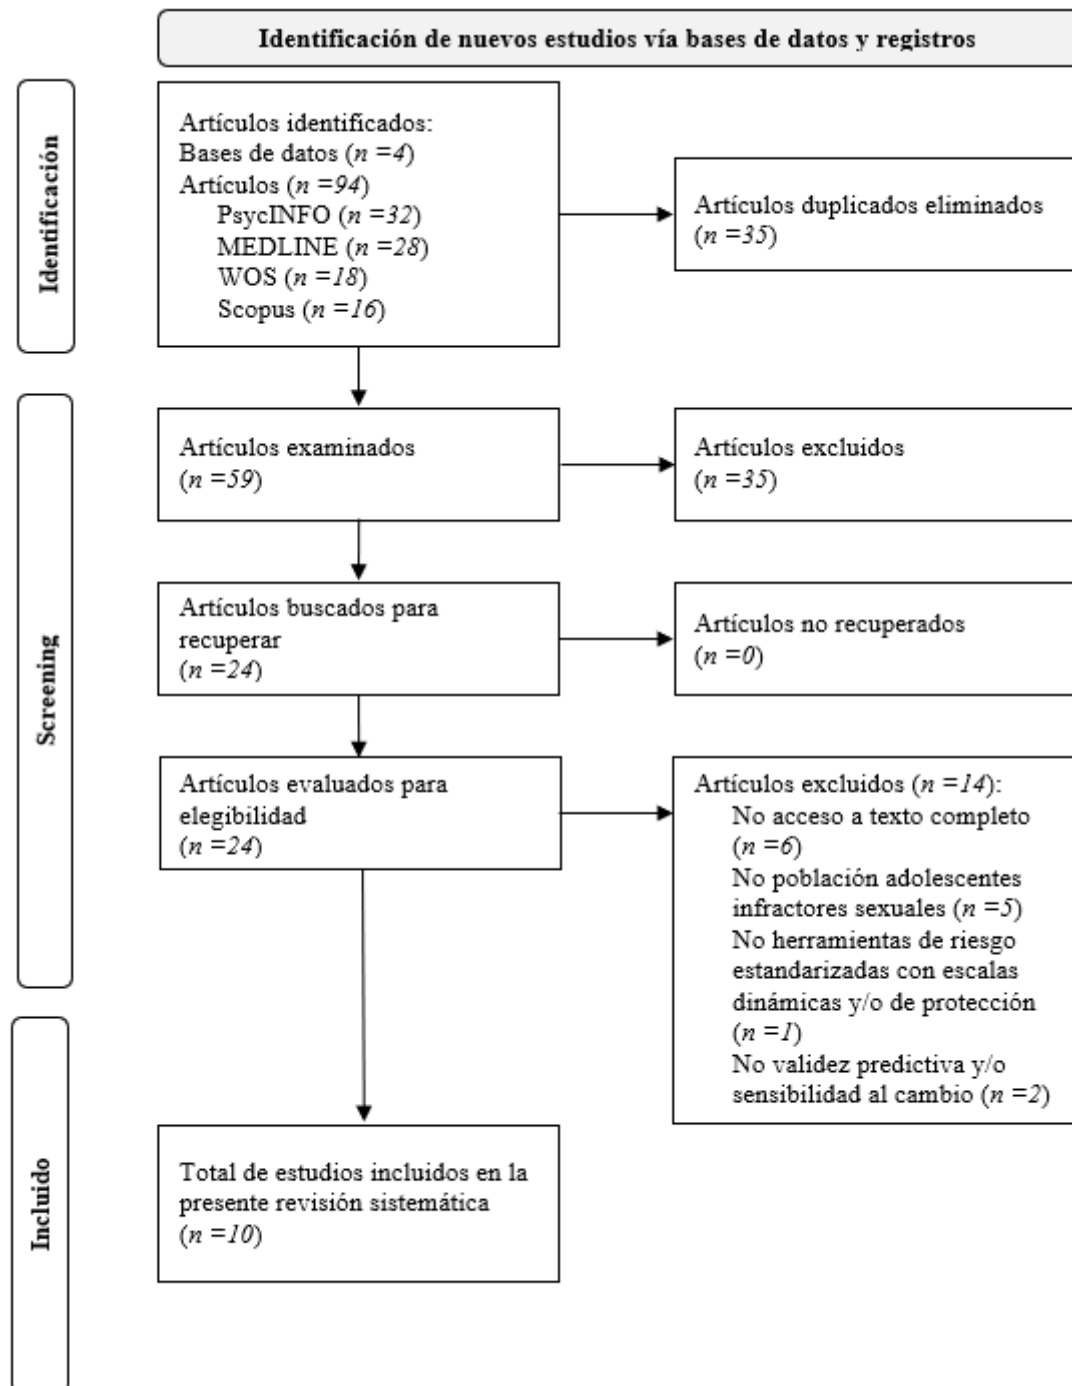 Identificación de nuevos estudios vía bases de datos y registros
Identificación
Artículos identificados:
Bases de datos (n =4)
Artículos (n =94)
PsycINFO (n =32)
MEDLINE (n =28)
WOS (n =18)
Scopus (n =16)
Artículos duplicados eliminados
(n =35)
Screening
Artículos examinados
(n =59)
Artículos excluidos
(n =35)
Artículos buscados para
recuperar
(n =24)
Artículos no recuperados
(n =0)
Artículos evaluados para
elegibilidad
(n =24)
Artículos excluidos (n =14):
No acceso a texto completo
(n =6)
No población adolescentes
infractores sexuales (n =5)
No herramientas de riesgo
estandarizadas con escalas
dinámicas y/o de protección
(n =1)
No validez predictiva y/o
sensibilidad al cambio (n =2)
Incluido
Total de estudios incluidos en la
presente revisión sistemática
(n =10)